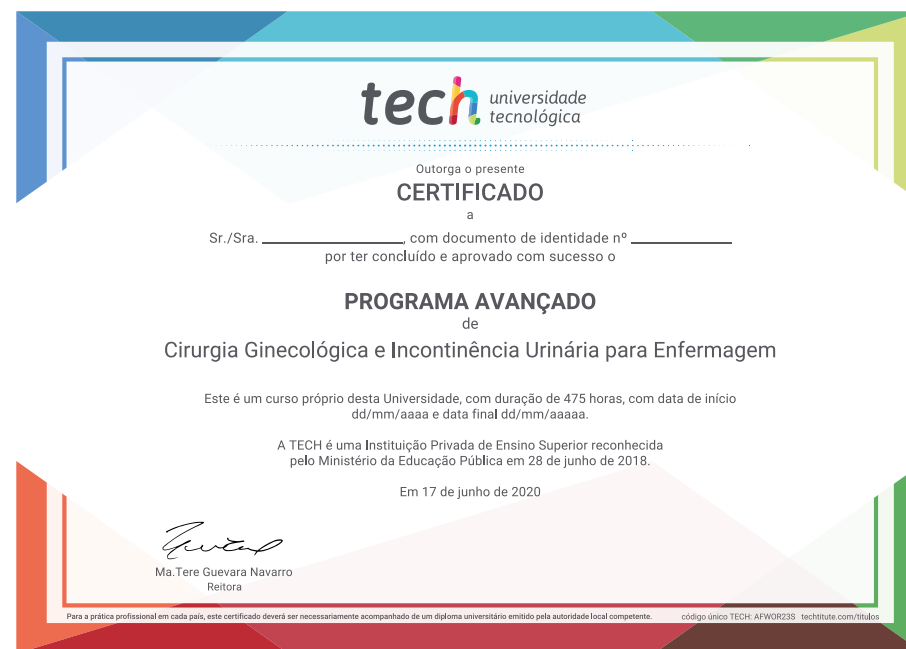 tech universidade
tecnológica
Outorga o presente
CERTIFICADO
a
Sr./Sra. ______________, com documento de identidade nº __________
por ter concluído e aprovado com sucesso o
PROGRAMA AVANÇADO
de
Cirurgia Ginecológica e Incontinência Urinária para Enfermagem
Este é um curso próprio desta Universidade, com duração de 475 horas, com data de início
dd/mm/aaaa e data final dd/mm/aaaaa.
A TECH é uma Instituição Privada de Ensino Superior reconhecida
pelo Ministério da Educação Pública em 28 de junho de 2018.
Em 17 de junho de 2020
Ma.Tere Guevara Navarro
Reitora
Para a prática profissional em cada país, este certificado deverá ser necessariamente acompanhado de um diploma universitário emitido pela autoridade local competente. código único TECH: AFWOR23S techtitute.com/titulos